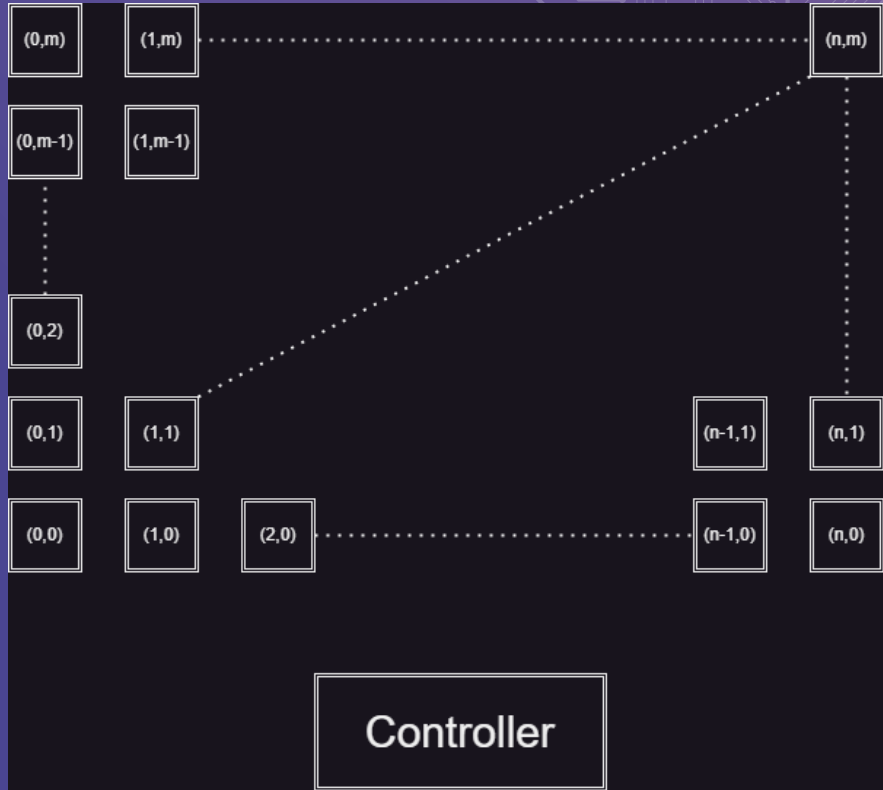 (0,m) (1,m) (n,m)
(0,m-1) (1,m-1)
(0,2)
(0,1) (1,1) (n-1,1) (n,1)
(0,0) (1,0) (2,0) (n-1,0) (n,0)
Controller